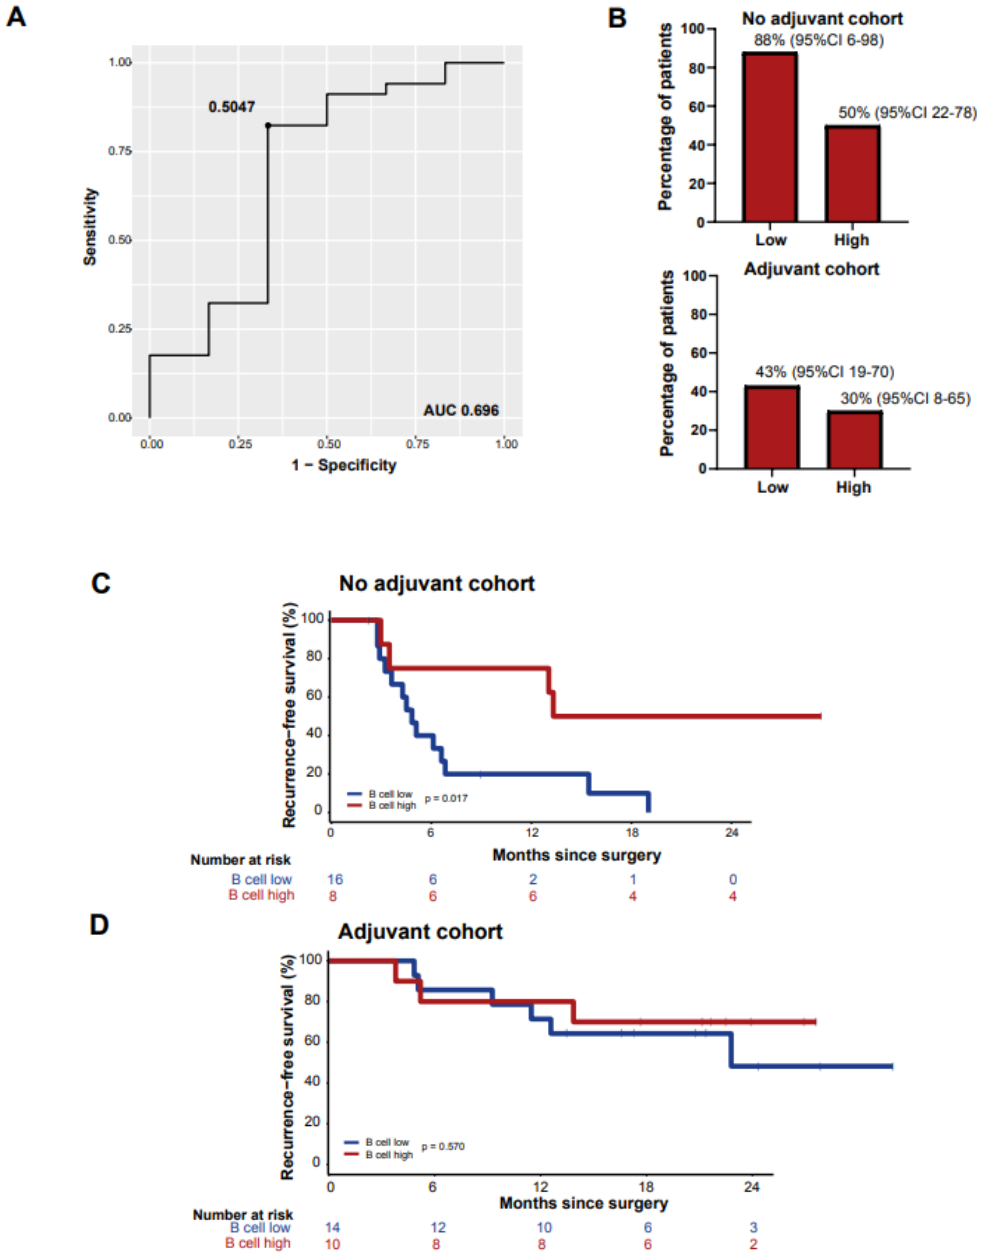 A
1.00
0.75
0.50
0.25
0.00
Sensitivity
0.5047
AUC 0.696
0.00 0.25 0.50 0.75 1.00
1 − Specificity
B
No adjuvant cohort
88% (95%CI 6-98)
50% (95%CI 22-78)
Percentage of patients
100
80
60
40
20
0
Low High
Adjuvant cohort
43% (95%CI 19-70)
30% (95%CI 8-65)
Percentage of patients
100
80
60
40
20
0
Low High
C
No adjuvant cohort
Recurrence−free survival (%)
100
80
60
40
20
0
B cell low
B cell high
p = 0.017
0 6 12 18 24
Months since surgery
Number at risk
B cell low 16 6 2 1 0
B cell high 8 6 6 4 4
D
Adjuvant cohort
Recurrence−free survival (%)
100
80
60
40
20
0
B cell low
B cell high
p = 0.570
0 6 12 18 24
Months since surgery
Number at risk
B cell low 14 12 10 6 3
B cell high 10 8 8 6 2